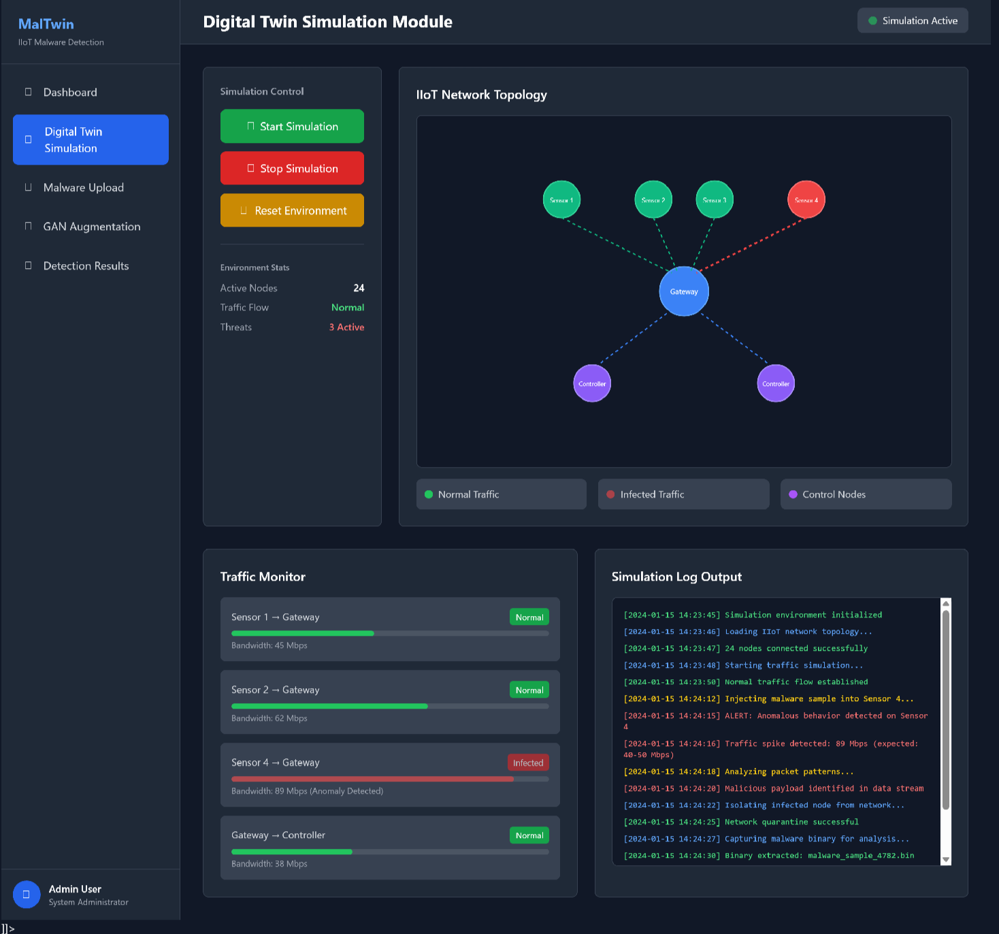 MalTwin
IIoT Malware Detection
Dashboard
Digital Twin
Simulation
Malware Upload
GAN Augmentation
Detection Results
Admin User
System Administrator
Digital Twin Simulation Module
Simulation Active
Simulation Control
Start Simulation
Stop Simulation
Reset Environment
Environment Stats
Active Nodes 24
Traffic Flow Normal
Threats 3 Active
IIoT Network Topology
Sensor 1
Sensor 2
Sensor 3
Sensor 4
Gateway
Controller
Controller
Normal Traffic
Infected Traffic
Control Nodes
Traffic Monitor
Sensor 1 → Gateway Normal
Bandwidth: 45 Mbps
Sensor 2 → Gateway Normal
Bandwidth: 62 Mbps
Sensor 4 → Gateway Infected
Bandwidth: 89 Mbps (Anomaly Detected)
Gateway → Controller Normal
Bandwidth: 38 Mbps
Simulation Log Output
[2024-01-15 14:23:45] Simulation environment initialized
[2024-01-15 14:23:46] Loading IIoT network topology...
[2024-01-15 14:23:47] 24 nodes connected successfully
[2024-01-15 14:23:48] Starting traffic simulation...
[2024-01-15 14:23:50] Normal traffic flow established
[2024-01-15 14:24:12] Injecting malware sample into Sensor 4...
[2024-01-15 14:24:15] ALERT: Anomalous behavior detected on Sensor
4
[2024-01-15 14:24:16] Traffic spike detected: 89 Mbps (expected:
40-50 Mbps)
[2024-01-15 14:24:18] Analyzing packet patterns...
[2024-01-15 14:24:20] Malicious payload identified in data stream
[2024-01-15 14:24:22] Isolating infected node from network...
[2024-01-15 14:24:25] Network quarantine successful
[2024-01-15 14:24:27] Capturing malware binary for analysis...
[2024-01-15 14:24:30] Binary extracted: malware_sample_4782.bin
]]>